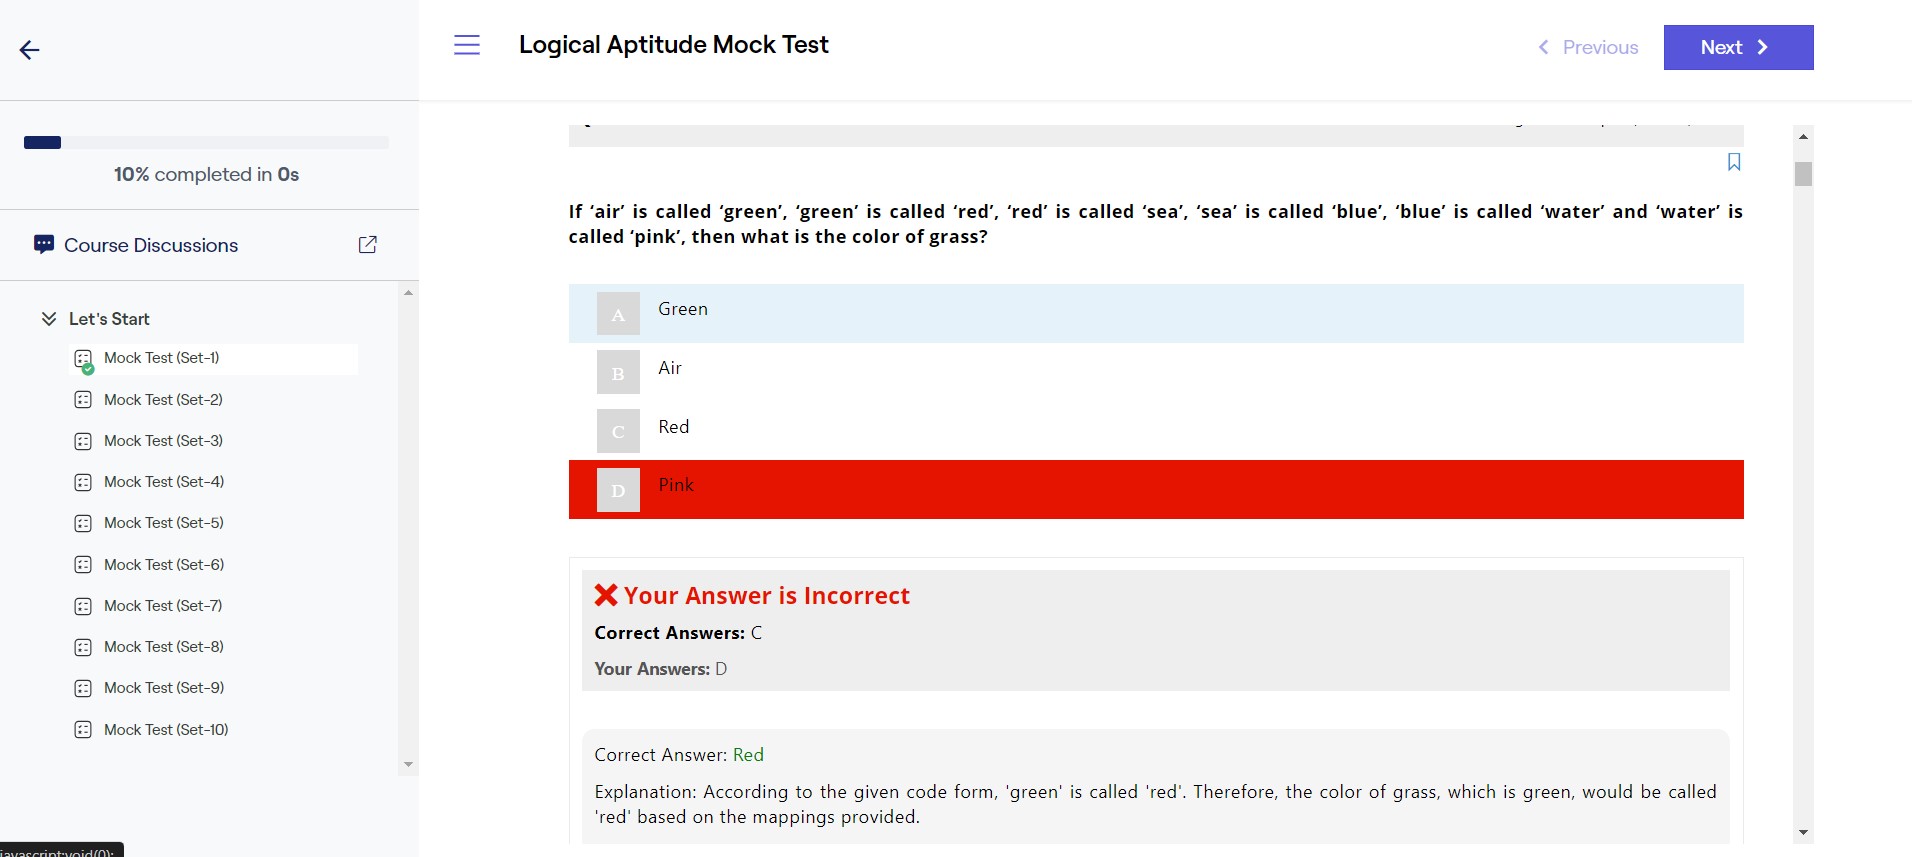 Logical Aptitude Mock Test
Previous
Next
10% completed in 0s
Course Discussions
Let's Start
Mock Test (Set-1)
Mock Test (Set-2)
Mock Test (Set-3)
Mock Test (Set-4)
Mock Test (Set-5)
Mock Test (Set-6)
Mock Test (Set-7)
Mock Test (Set-8)
Mock Test (Set-9)
Mock Test (Set-10)
javascript:void(0);
If ‘air’ is called ‘green’, ‘green’ is called ‘red’, ‘red’ is called ‘sea’, ‘sea’ is called ‘blue’, ‘blue’ is called ‘water’ and ‘water’ is
called ‘pink’, then what is the color of grass?
A Green
B Air
C Red
D Pink
Your Answer is Incorrect
Correct Answers: C
Your Answers: D
Correct Answer: Red
Explanation: According to the given code form, 'green' is called 'red'. Therefore, the color of grass, which is green, would be called
'red' based on the mappings provided.